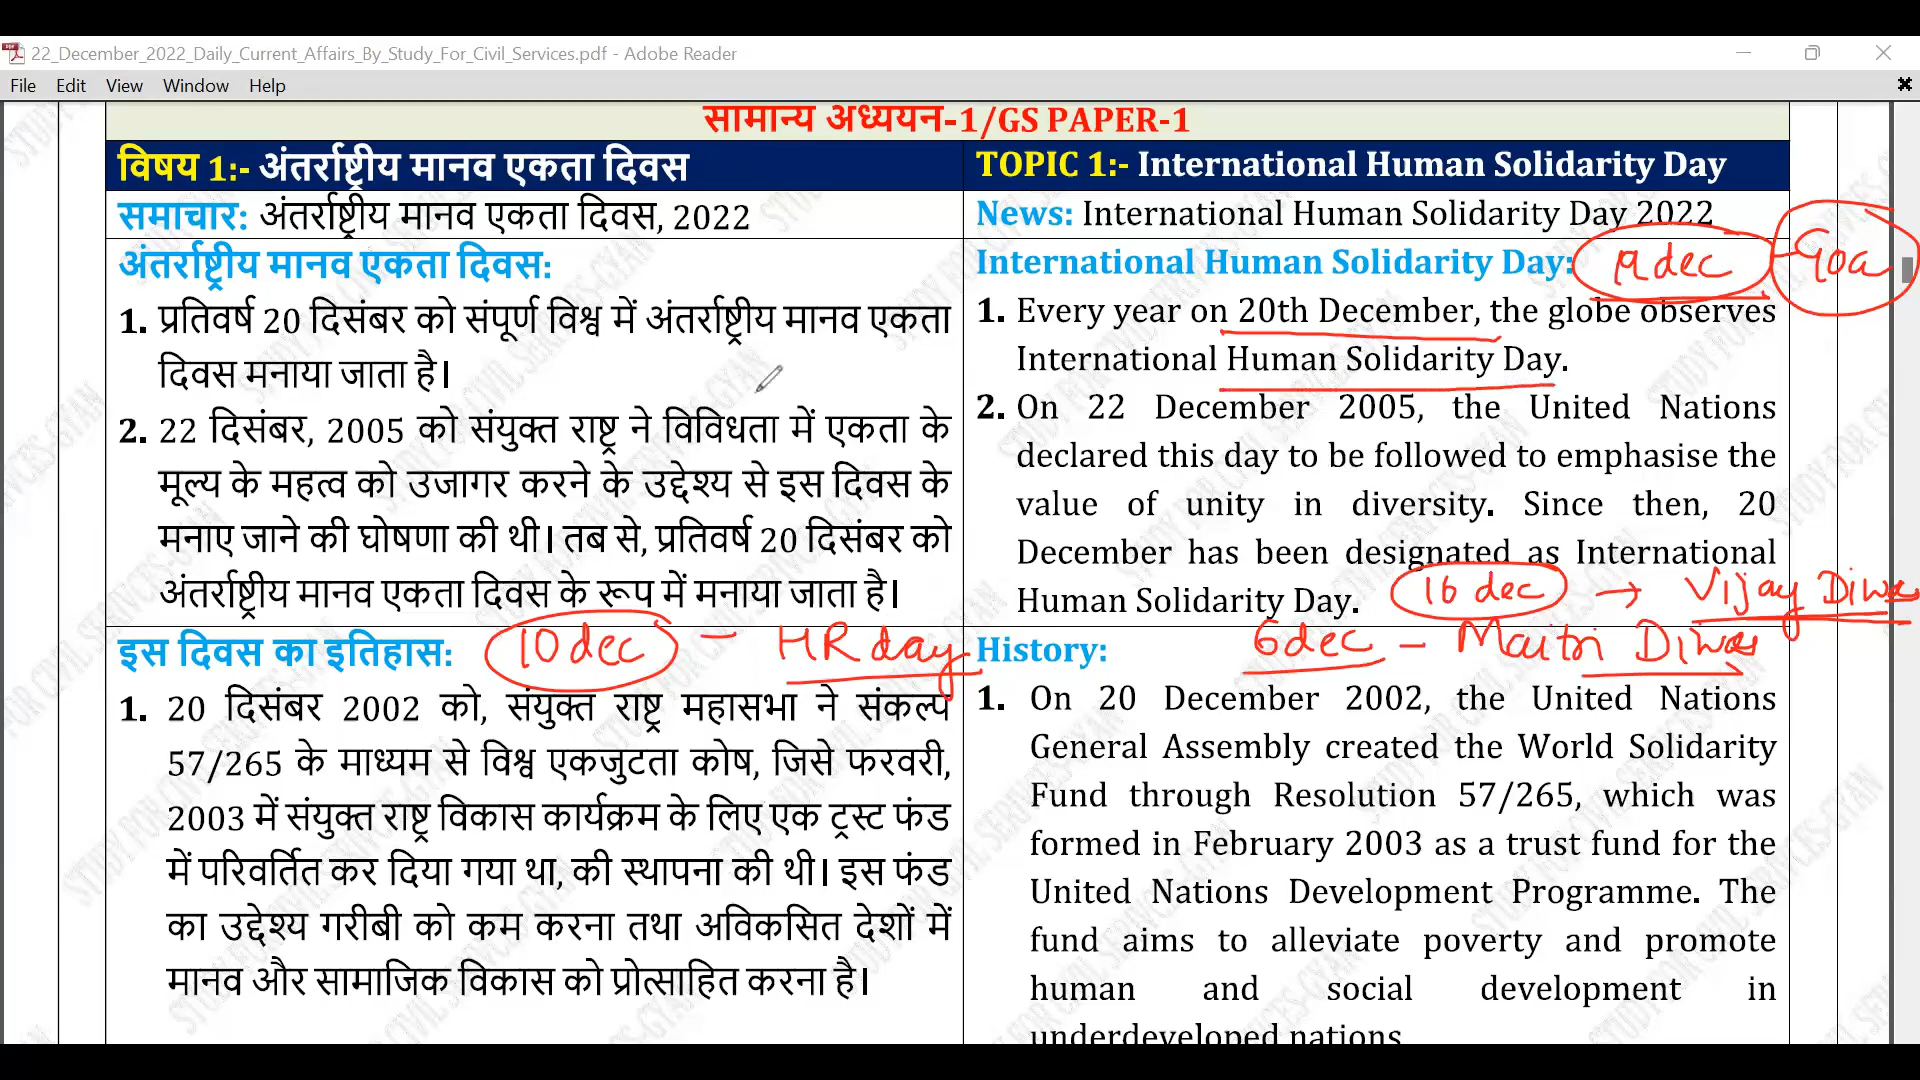 22_December_2022_Daily_Current_Affairs_By_Study_For_Civil_Services.pdf - Adobe Reader
File Edit View Window Help
सामान्य अध्ययन-1/GS PAPER-1
विषय 1:- अंतर्राष्ट्रीय मानव एकता दिवस
समाचार: अंतर्राष्ट्रीय मानव एकता दिवस, 2022
अंतर्राष्ट्रीय मानव एकता दिवस:
1. प्रतिवर्ष 20 दिसंबर को संपूर्ण विश्व में अंतर्राष्ट्रीय मानव एकता
दिवस मनाया जाता है।
2. 22 दिसंबर, 2005 को संयुक्त राष्ट्र ने विविधता में एकता के
मूल्य के महत्व को उजागर करने के उद्देश्य से इस दिवस के
मनाए जाने की घोषणा की थी। तब से, प्रतिवर्ष 20 दिसंबर को
अंतर्राष्ट्रीय मानव एकता दिवस के रूप में मनाया जाता है।
इस दिवस का इतिहास: 10 dec – HR day
1. 20 दिसंबर 2002 को, संयुक्त राष्ट्र महासभा ने संकल्प
57/265 के माध्यम से विश्व एकजुटता कोष, जिसे फरवरी,
2003 में संयुक्त राष्ट्र विकास कार्यक्रम के लिए एक ट्रस्ट फंड
में परिवर्तित कर दिया गया था, की स्थापना की थी। इस फंड
का उद्देश्य गरीबी को कम करना तथा अविकसित देशों में
मानव और सामाजिक विकास को प्रोत्साहित करना है।
TOPIC 1:- International Human Solidarity Day
News: International Human Solidarity Day 2022
International Human Solidarity Day: 19 dec – Goa
1. Every year on 20th December, the globe observes
International Human Solidarity Day.
2. On 22 December 2005, the United Nations
declared this day to be followed to emphasise the
value of unity in diversity. Since then, 20
December has been designated as International
Human Solidarity Day. 16 dec → Vijay Diwas
History: 6 dec – Maitri Diwas
1. On 20 December 2002, the United Nations
General Assembly created the World Solidarity
Fund through Resolution 57/265, which was
formed in February 2003 as a trust fund for the
United Nations Development Programme. The
fund aims to alleviate poverty and promote
human and social development in
underdeveloped nations.
STUDY FOR CIVIL SERVICES-GYAN